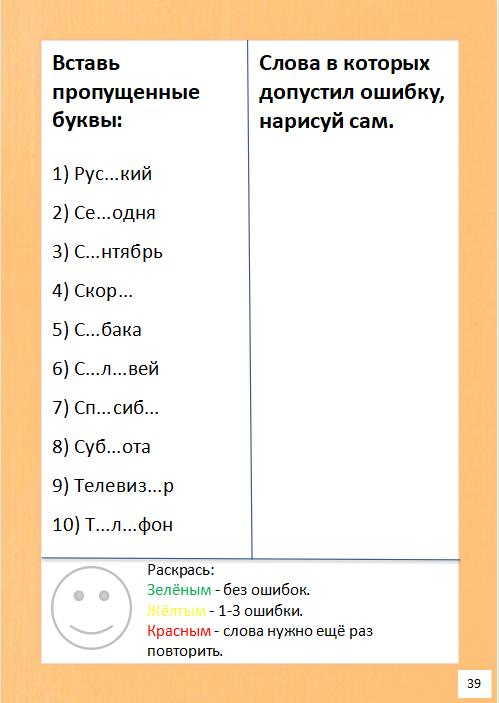 Вставь
пропущенные
буквы:
1) Рус...кий
2) Се...одня
3) С...нтябрь
4) Скор...
5) С...бака
6) С...л...вей
7) Сп...сиб...
8) Суб...ота
9) Телевиз...р
10) Т...л...фон
Слова в которых
допустил ошибку,
нарисуй сам.
Раскрась:
Зелёным - без ошибок.
Жёлтым - 1-3 ошибки.
Красным - слова нужно ещё раз
повторить.
39